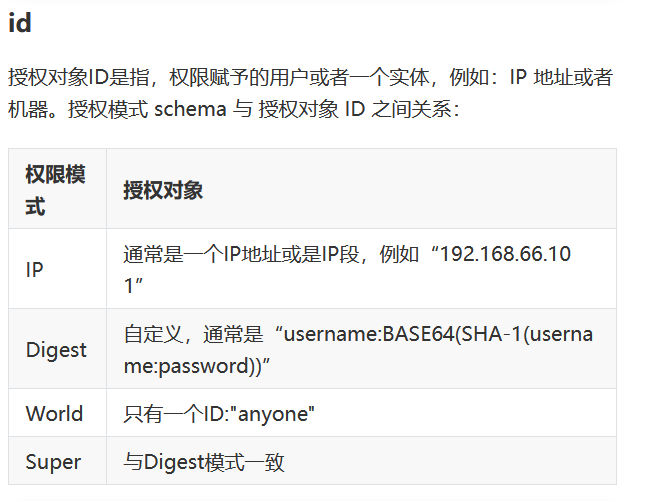 id
授权对象ID是指，权限赋予的用户或者一个实体，例如：IP 地址或者
机器。授权模式 schema 与 授权对象 ID 之间关系：
权限模
式
授权对象
IP
通常是一个IP地址或是IP段，例如“192.168.66.10
1”
Digest
自定义，通常是“username:BASE64(SHA-1(userna
me:password))”
World
只有一个ID:"anyone"
Super
与Digest模式一致